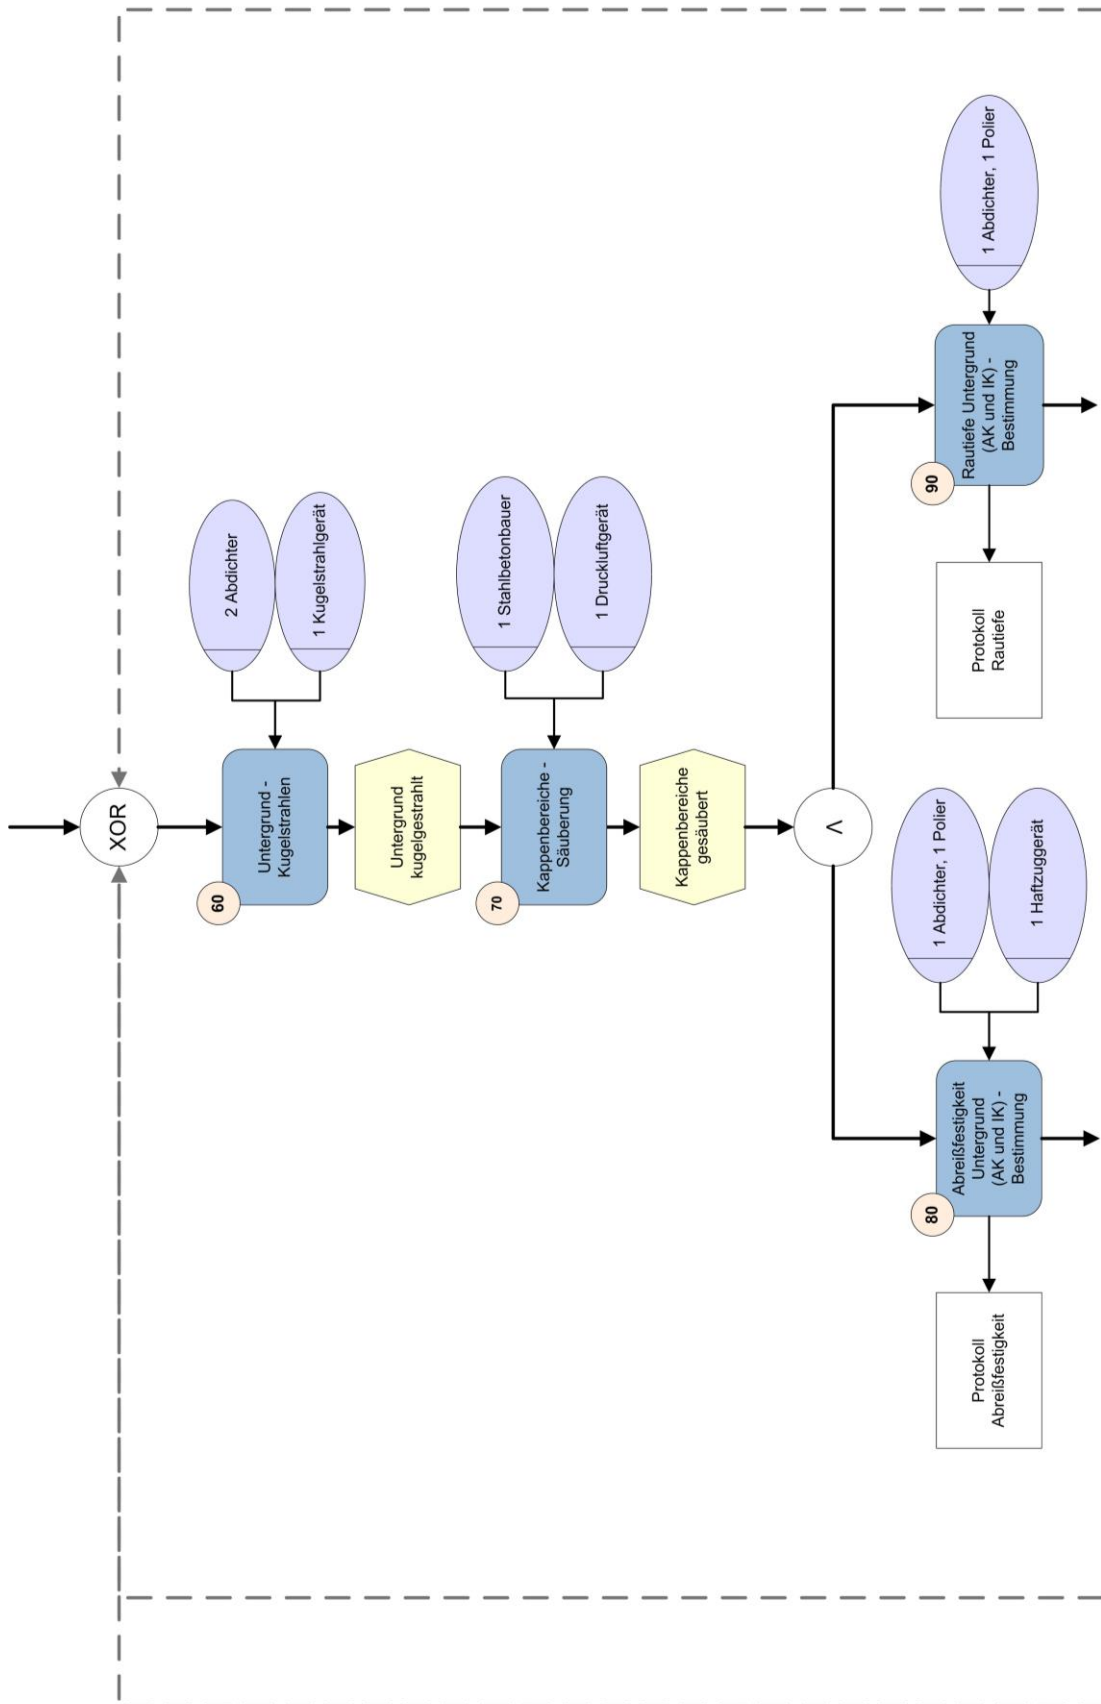 XOR
60
Untergrund -
Kugelstrahlen
2 Abdichter
1 Kugelstrahlgerät
Untergrund
kugelgestrahlt
70
Kappenbereiche -
Säuberung
1 Stahlbetonbauer
1 Druckluftgerät
Kappenbereiche
gesäubert
V
80
Abreißfestigkeit
Untergrund
(AK und IK) -
Bestimmung
1 Abdichter, 1 Polier
1 Haftzuggerät
Protokoll
Abreißfestigkeit
90
Rautiefe Untergrund
(AK und IK) -
Bestimmung
1 Abdichter, 1 Polier
Protokoll
Rautiefe